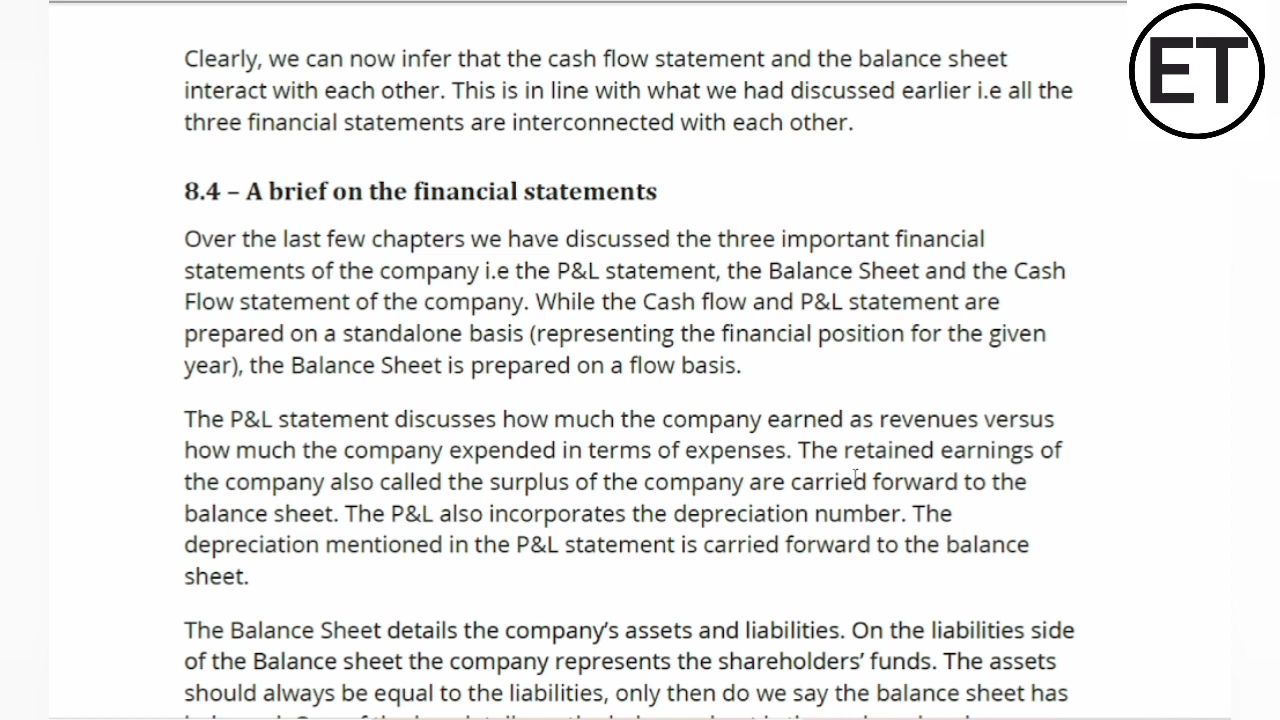 ET
Clearly, we can now infer that the cash flow statement and the balance sheet
interact with each other. This is in line with what we had discussed earlier i.e all the
three financial statements are interconnected with each other.
8.4 – A brief on the financial statements
Over the last few chapters we have discussed the three important financial
statements of the company i.e the P&L statement, the Balance Sheet and the Cash
Flow statement of the company. While the Cash flow and P&L statement are
prepared on a standalone basis (representing the financial position for the given
year), the Balance Sheet is prepared on a flow basis.
The P&L statement discusses how much the company earned as revenues versus
how much the company expended in terms of expenses. The retained earnings of
the company also called the surplus of the company are carried forward to the
balance sheet. The P&L also incorporates the depreciation number. The
depreciation mentioned in the P&L statement is carried forward to the balance
sheet.
The Balance Sheet details the company’s assets and liabilities. On the liabilities side
of the Balance sheet the company represents the shareholders’ funds. The assets
should always be equal to the liabilities, only then do we say the balance sheet has